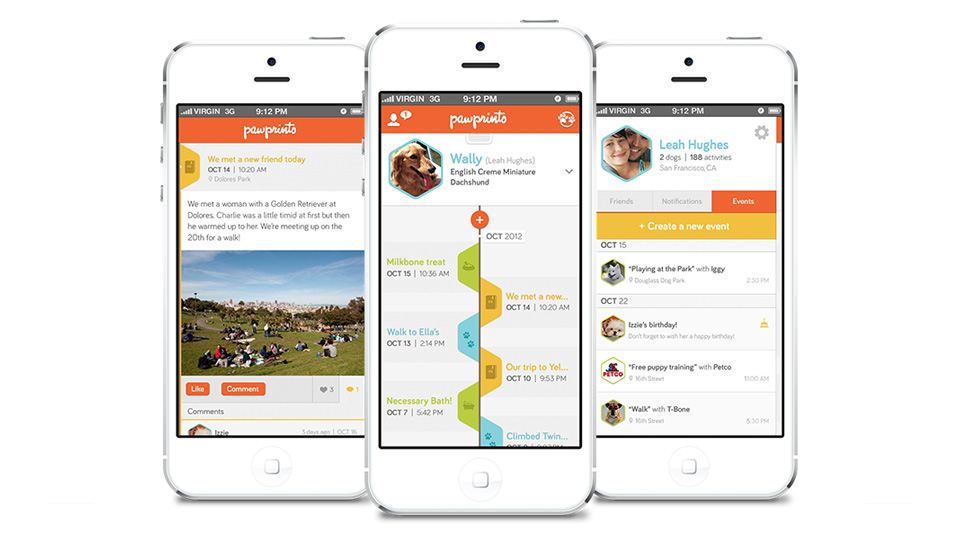 VIRGIN 3G 9:12 PM
pawprints
We met a new friend today
OCT 14 | 10:20 AM
Dolores Park
We met a woman with a Golden Retriever at
Dolores. Charlie was a little timid at first but then
he warmed up to her. We're meeting up on the
20th for a walk!
Like Comment 3 1
Comments
Izzie 3 days ago | OCT 16
VIRGIN 3G 9:12 PM
1 pawprints
Wally (Leah Hughes)
English Creme Miniature
Dachshund
+
OCT 2012
Milkbone treat
OCT 15 | 10:36 AM
We met a new...
OCT 14 | 10:20 AM
Walk to Ella's
OCT 13 | 2:14 PM
Our trip to Yel...
OCT 10 | 9:53 PM
Necessary Bath!
OCT 7 | 5:42 PM
Climbed Twin...
VIRGIN 3G 9:12 PM
Leah Hughes
2 dogs | 188 activities
San Francisco, CA
Friends Notifications Events
+ Create a new event
OCT 15
"Playing at the Park" with Iggy
Douglass Dog Park 2:30 PM
OCT 22
Izzie's birthday!
Don't forget to wish her a happy birthday!
PETCO
"Free puppy training" with Petco
16th Street 11:00 AM
"Walk" with T-Bone
16th Street 5:30 PM